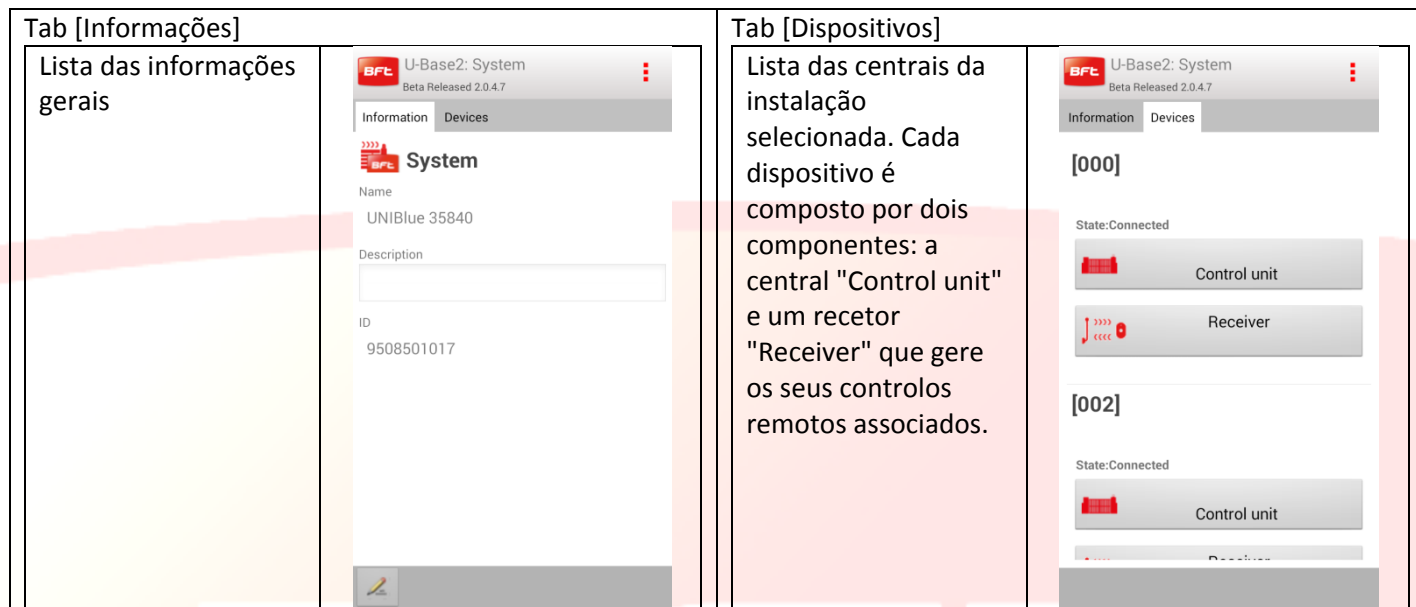 Tab [Informações]
Lista das informações
gerais
BFt
U-Base2: System
Beta Released 2.0.4.7
Information Devices
BFt
System
Name
UNIBlue 35840
Description
ID
9508501017
Tab [Dispositivos]
Lista das centrais da
instalação
selecionada. Cada
dispositivo é
composto por dois
componentes: a
central "Control unit"
e um recetor
"Receiver" que gere
os seus controlos
remotos associados.
BFt
U-Base2: System
Beta Released 2.0.4.7
Information Devices
[000]
State:Connected
Control unit
Receiver
[002]
State:Connected
Control unit